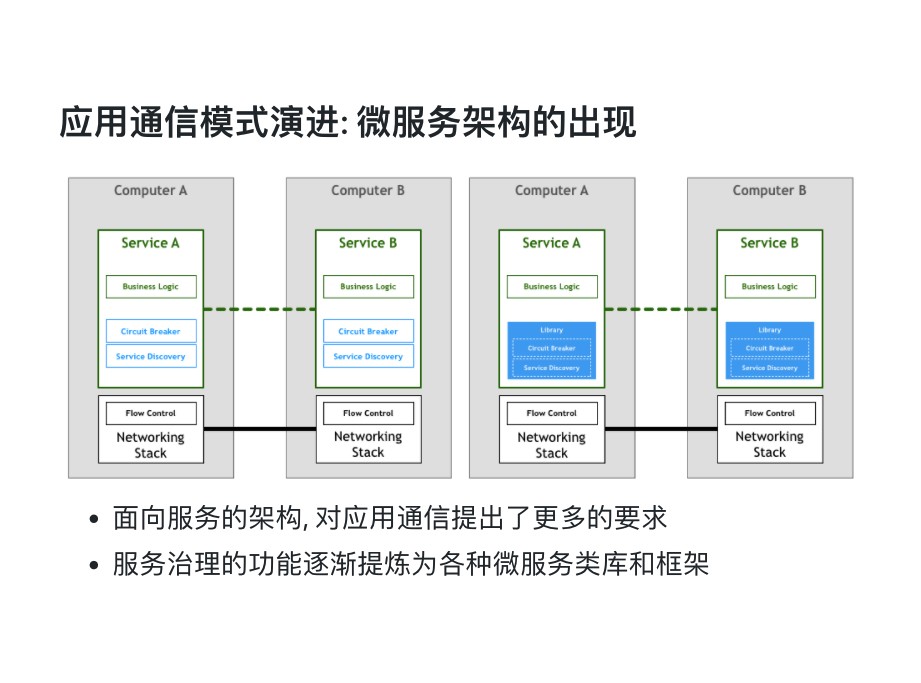 应用通信模式演进: 微服务架构的出现
Computer A
Service A
Business Logic
Circuit Breaker
Service Discovery
Flow Control
Networking
Stack
Computer B
Service B
Business Logic
Circuit Breaker
Service Discovery
Flow Control
Networking
Stack
Computer A
Service A
Business Logic
Library
Circuit Breaker
Service Discovery
Flow Control
Networking
Stack
Computer B
Service B
Business Logic
Library
Circuit Breaker
Service Discovery
Flow Control
Networking
Stack
• 面向服务的架构, 对应用通信提出了更多的要求
• 服务治理的功能逐渐提炼为各种微服务类库和框架